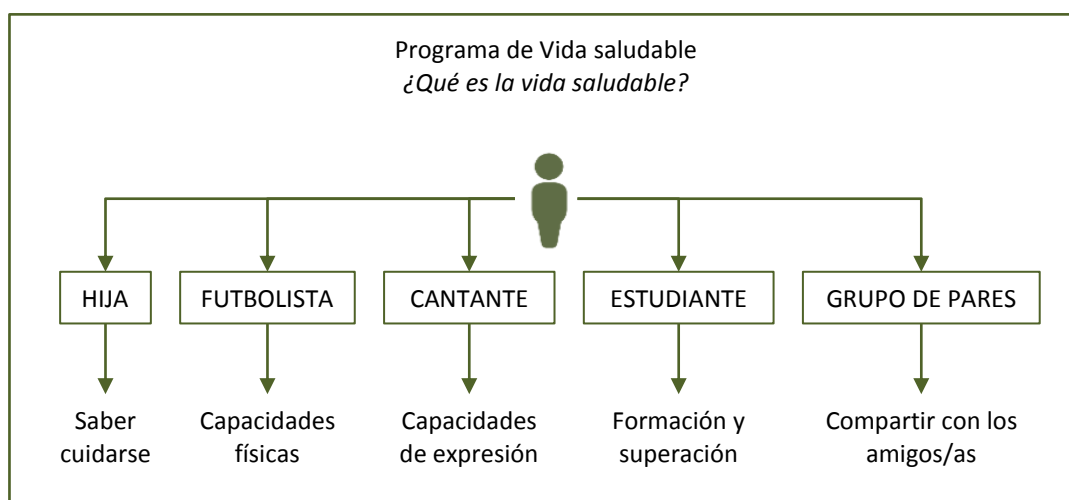 Programa de Vida saludable
¿Qué es la vida saludable?
HIJA
FUTBOLISTA
CANTANTE
ESTUDIANTE
GRUPO DE PARES
Saber
cuidarse
Capacidades
físicas
Capacidades
de expresión
Formación y
superación
Compartir con los
amigos/as